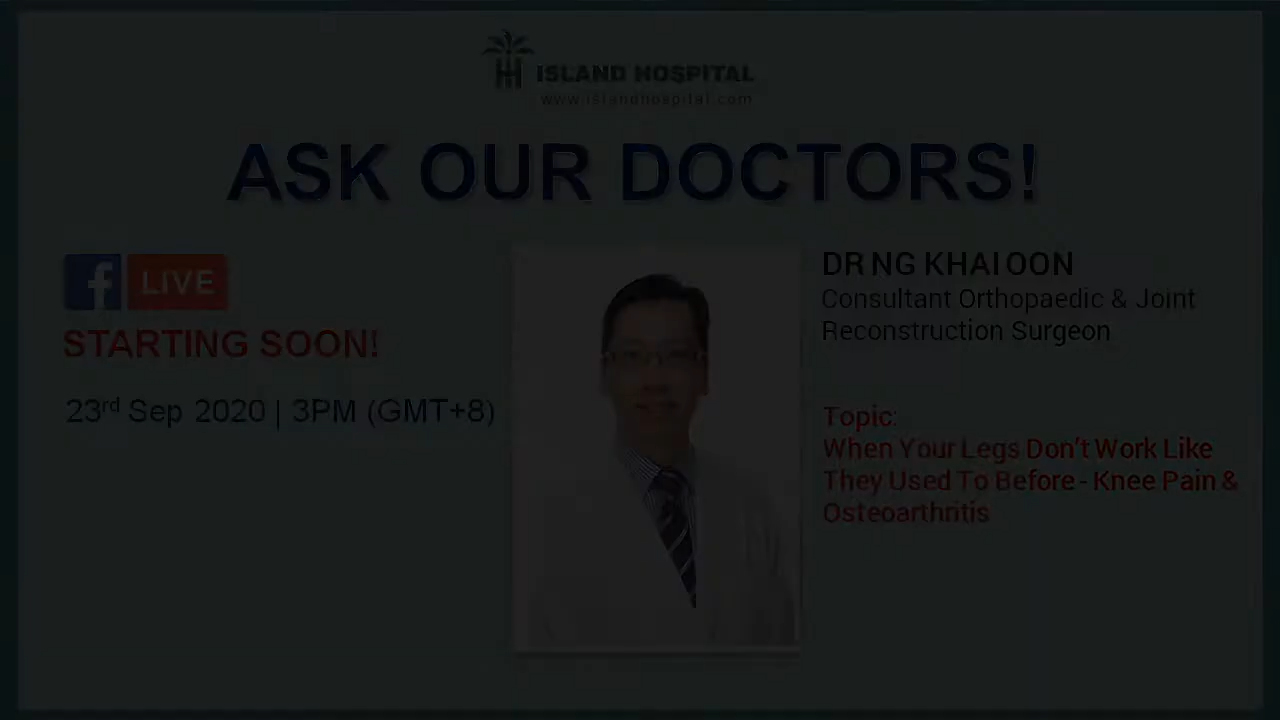 ISLAND HOSPITAL
www.islandhospital.com
ASK OUR DOCTORS!
f LIVE
STARTING SOON!
23rd Sep 2020 | 3PM (GMT+8)
DR NG KHAI OON
Consultant Orthopaedic & Joint
Reconstruction Surgeon
Topic:
When Your Legs Don't Work Like
They Used To Before - Knee Pain &
Osteoarthritis